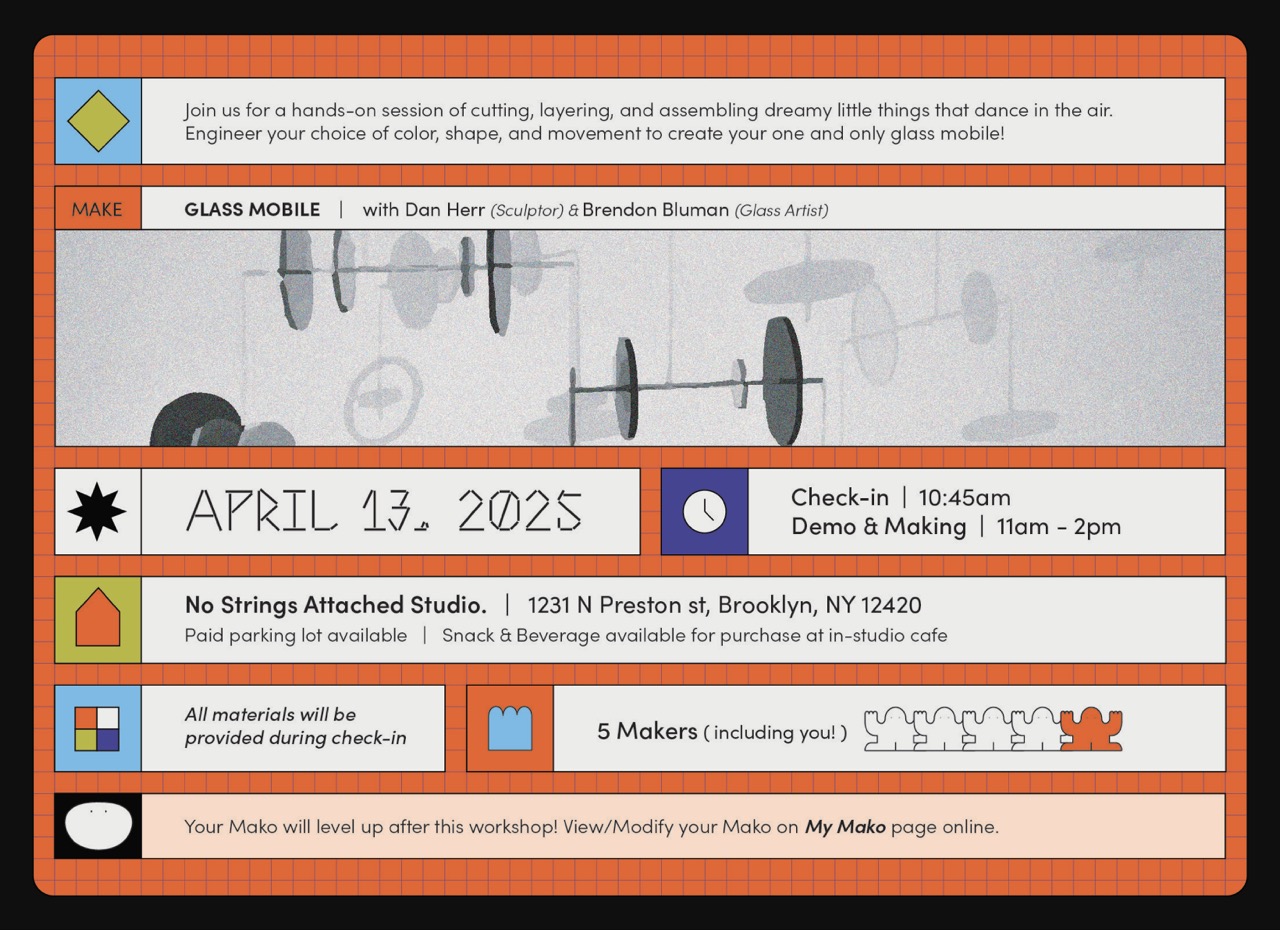 Join us for a hands-on session of cutting, layering, and assembling dreamy little things that dance in the air.
Engineer your choice of color, shape, and movement to create your one and only glass mobile!
MAKE
GLASS MOBILE | with Dan Herr (Sculptor) & Brendon Bluman (Glass Artist)
APRIL 13, 2025
Check-in | 10:45am
Demo & Making | 11am - 2pm
No Strings Attached Studio. | 1231 N Preston st, Brooklyn, NY 12420
Paid parking lot available | Snack & Beverage available for purchase at in-studio cafe
All materials will be
provided during check-in
5 Makers ( including you! )
Your Mako will level up after this workshop! View/Modify your Mako on My Mako page online.